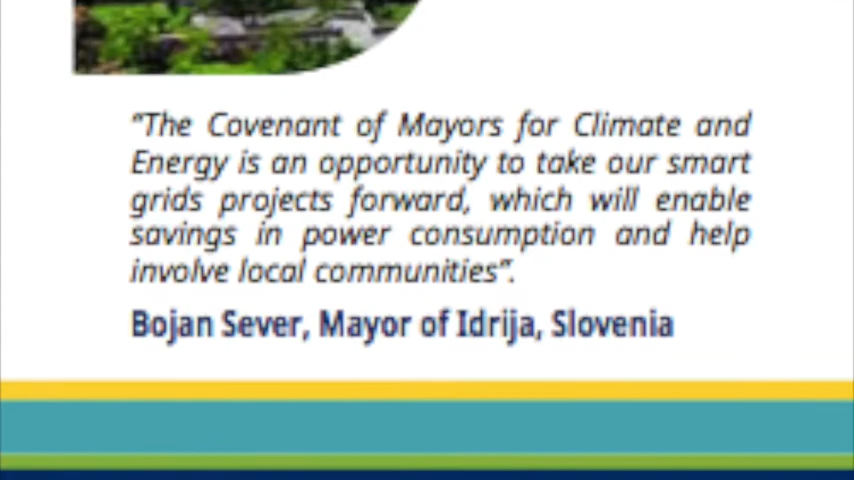 “The Covenant of Mayors for Climate and
Energy is an opportunity to take our smart
grids projects forward, which will enable
savings in power consumption and help
involve local communities”.
Bojan Sever, Mayor of Idrija, Slovenia